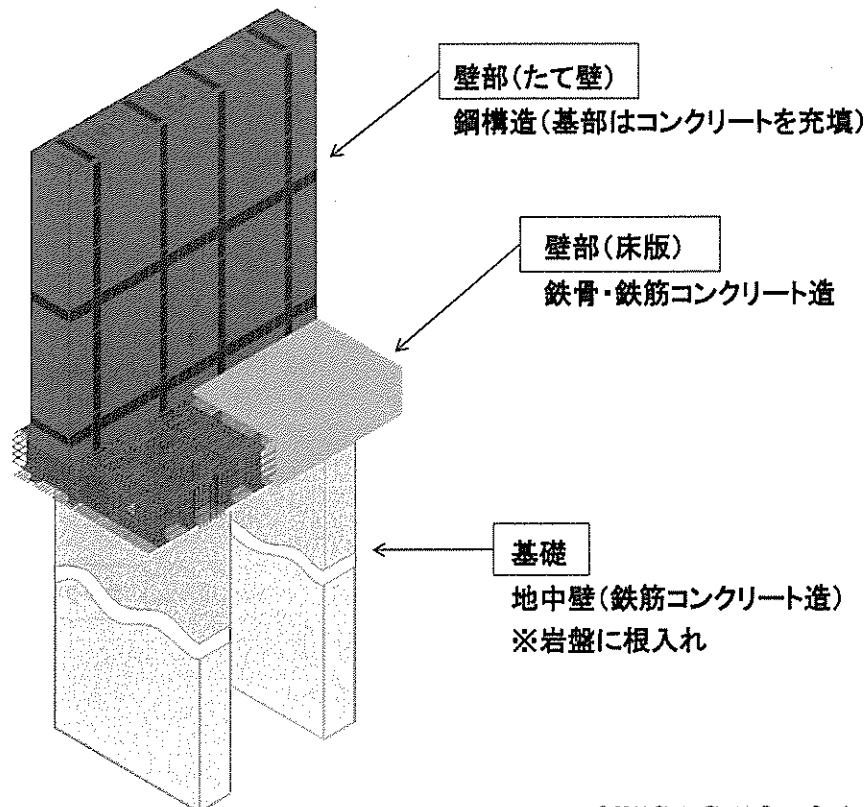 壁部(たて壁)
鋼構造(基部はコンクリートを充填)
壁部(床版)
鉄骨・鉄筋コンクリート造
基礎
地中壁(鉄筋コンクリート造)
※岩盤に根入れ